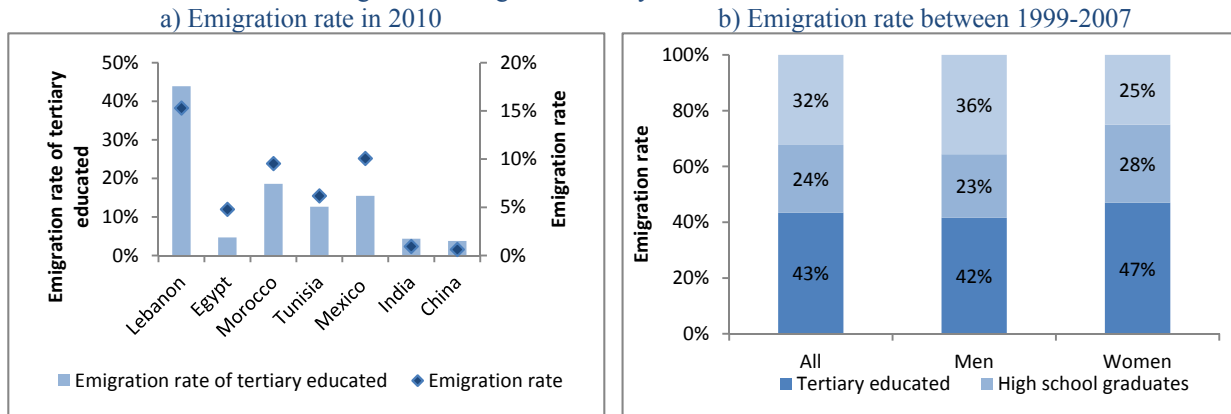 a) Emigration rate in 2010
b) Emigration rate between 1999-2007
Emigration rate of tertiary
educated
50%
40%
30%
20%
10%
0%
20%
15%
10%
5%
0%
Emigration rate
Lebanon
Egypt
Morocco
Tunisia
Mexico
India
China
Emigration rate of tertiary educated
Emigration rate
Emigration rate
100%
80%
60%
40%
20%
0%
32%
24%
43%
36%
23%
42%
25%
28%
47%
All
Men
Women
Tertiary educated
High school graduates